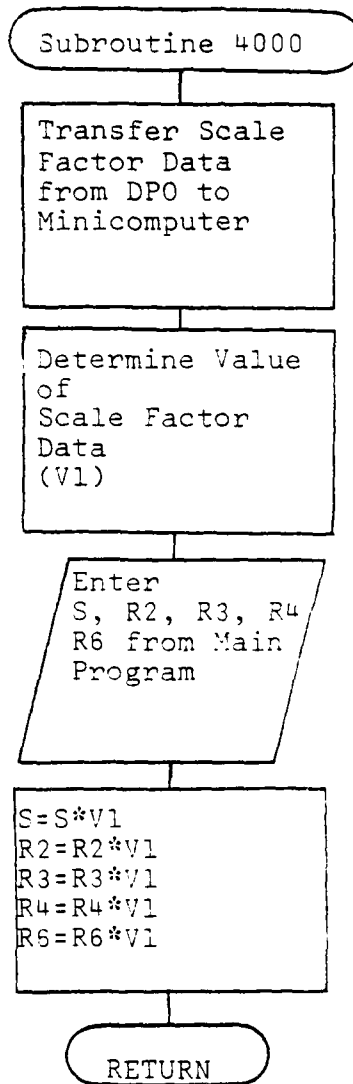 Subroutine 4000
Transfer Scale
Factor Data
from DPO to
Minicomputer
Determine Value
of
Scale Factor
Data
(V1)
Enter
S, R2, R3, R4
R6 from Main
Program
S=S*V1
R2=R2*V1
R3=R3*V1
R4=R4*V1
R6=R6*V1
RETURN